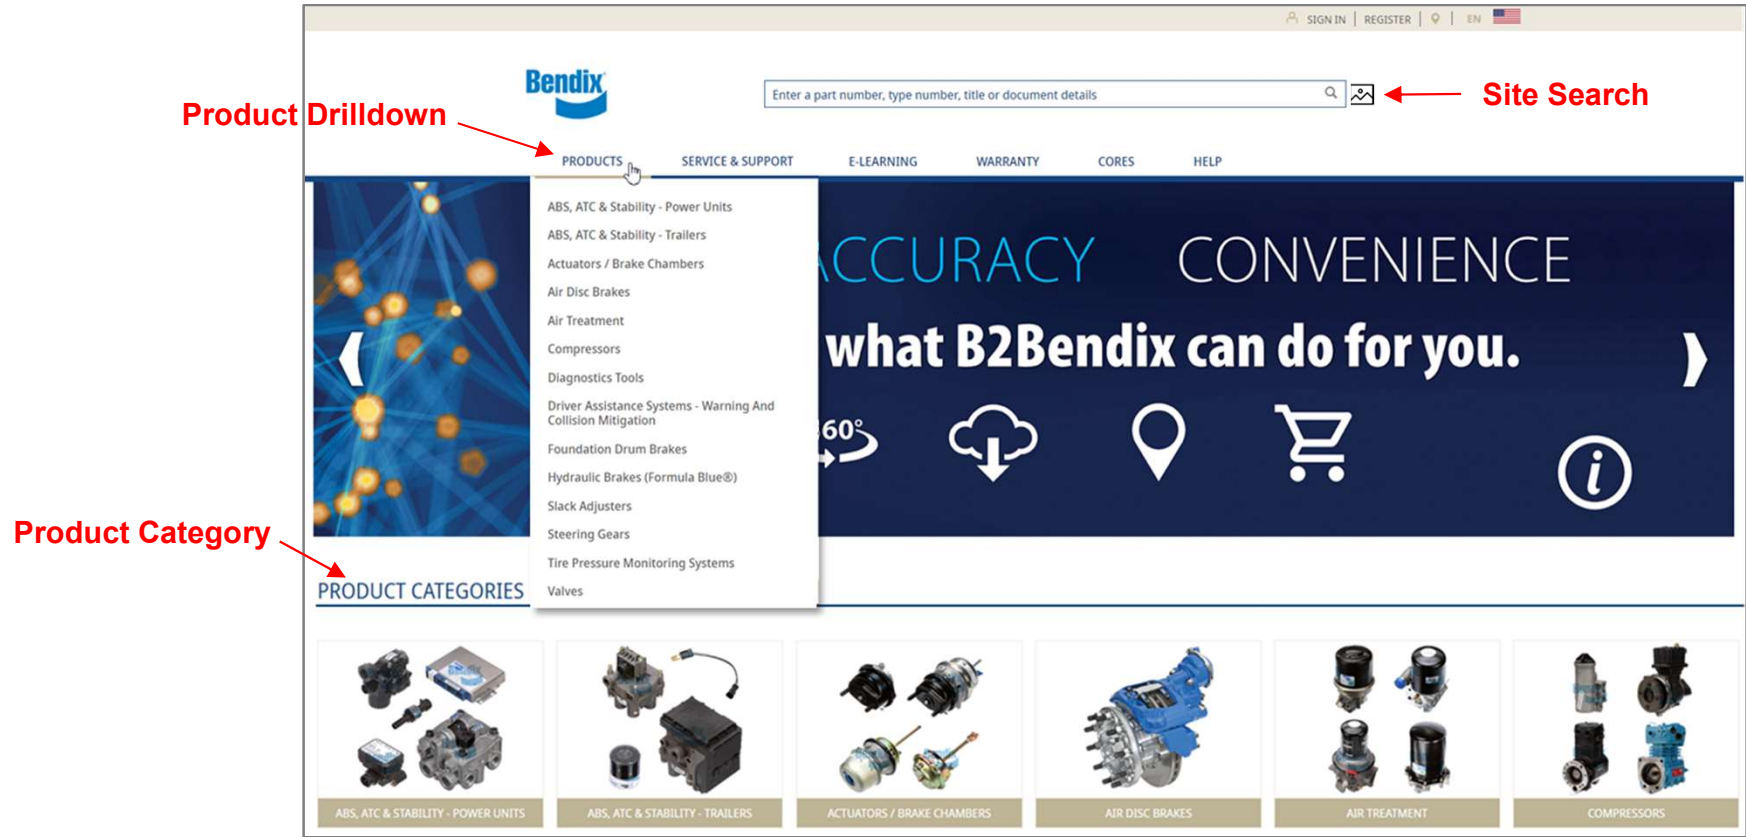 SIGN IN | REGISTER | | EN
Bendix
Enter a part number, type number, title or document details
Site Search
Product Drilldown
PRODUCTS SERVICE & SUPPORT E-LEARNING WARRANTY CORES HELP
ABS, ATC & Stability - Power Units
ABS, ATC & Stability - Trailers
Actuators / Brake Chambers
Air Disc Brakes
Air Treatment
Compressors
Diagnostics Tools
Driver Assistance Systems - Warning And
Collision Mitigation
Foundation Drum Brakes
Hydraulic Brakes (Formula Blue®)
Slack Adjusters
Steering Gears
Tire Pressure Monitoring Systems
Valves
ACCURACY CONVENIENCE
what B2Bendix can do for you.
60°
i
Product Category
PRODUCT CATEGORIES
ABS, ATC & STABILITY - POWER UNITS ABS, ATC & STABILITY - TRAILERS ACTUATORS / BRAKE CHAMBERS AIR DISC BRAKES AIR TREATMENT COMPRESSORS